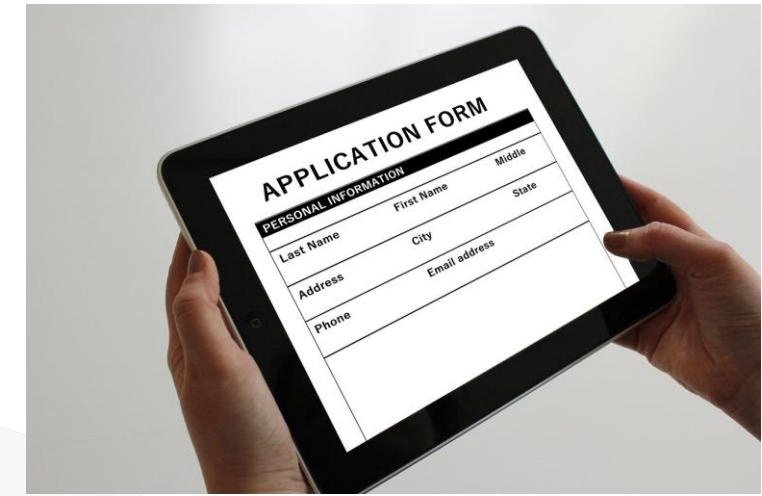 APPLICATION FORM
PERSONAL INFORMATION
Last Name First Name Middle
Address City State
Phone Email address